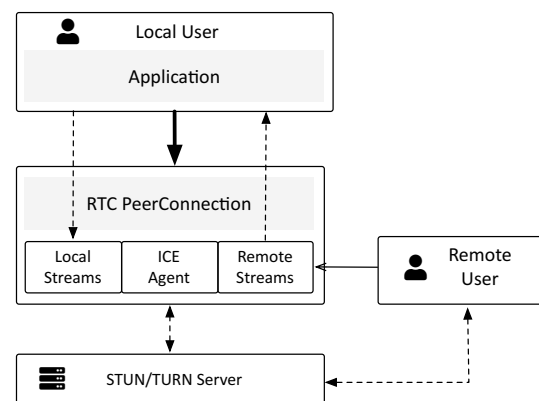 Local User
Application
RTC PeerConnection
Local
Streams
ICE
Agent
Remote
Streams
Remote
User
STUN/TURN Server